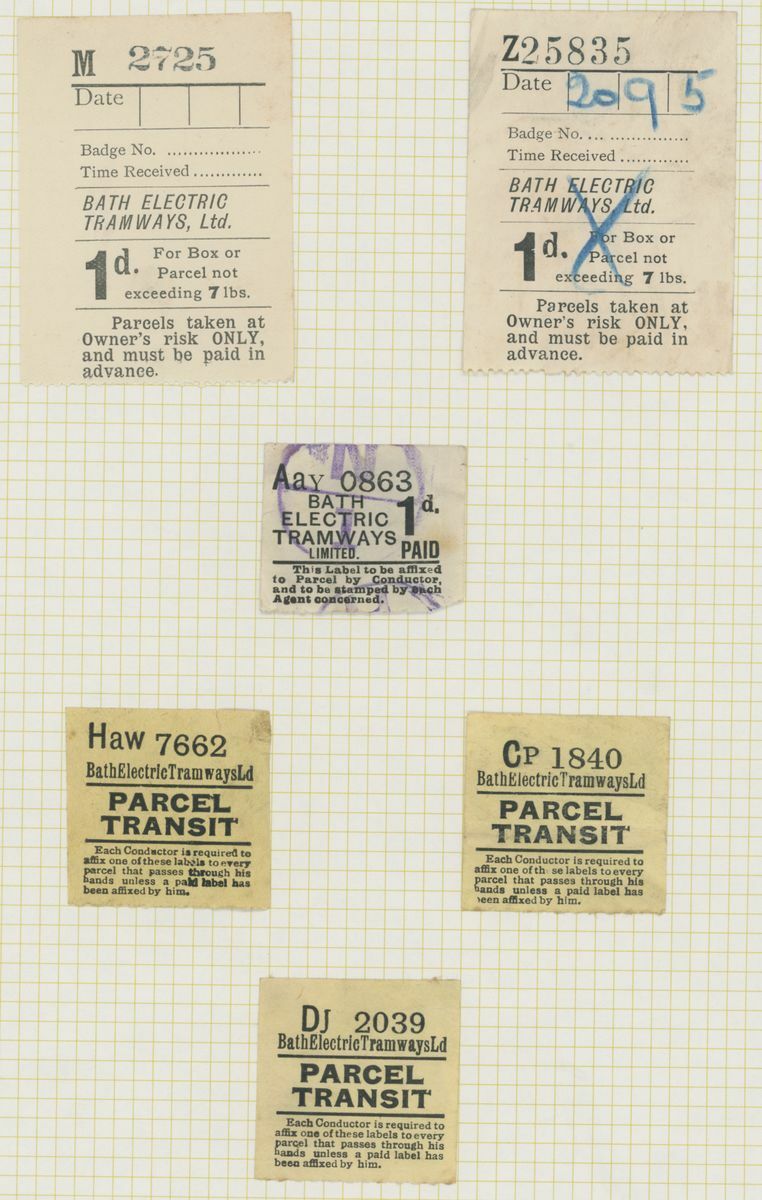 M 2725
Date
Badge No. ..................
Time Received .............
BATH ELECTRIC
TRAMWAYS, Ltd.
1d. For Box or
Parcel not
exceeding 7 lbs.
Parcels taken at
Owner's risk ONLY,
and must be paid in
advance.
Z25835
Date 20 9 5
Badge No. ... ...............
Time Received .............
BATH ELECTRIC
TRAMWAYS, Ltd.
X
1d. For Box or
Parcel not
exceeding 7 lbs.
Parcels taken at
Owner's risk ONLY,
and must be paid in
advance.
Aay 0863
BATH
ELECTRIC
TRAMWAYS
LIMITED.
1d.
PAID
This Label to be affixed
to Parcel by Conductor,
and to be stamped by each
Agent concerned.
Haw 7662
BathElectricTramwaysLd
PARCEL
TRANSIT
Each Conductor is required to
affix one of these labels to every
parcel that passes through his
hands unless a paid label has
been affixed by him.
CP 1840
BathElectricTramwaysLd
PARCEL
TRANSIT
Each Conductor is required to
affix one of these labels to every
parcel that passes through his
hands unless a paid label has
been affixed by him.
DJ 2039
BathElectricTramwaysLd
PARCEL
TRANSIT
Each Conductor is required to
affix one of these labels to every
parcel that passes through his
hands unless a paid label has
been affixed by him.